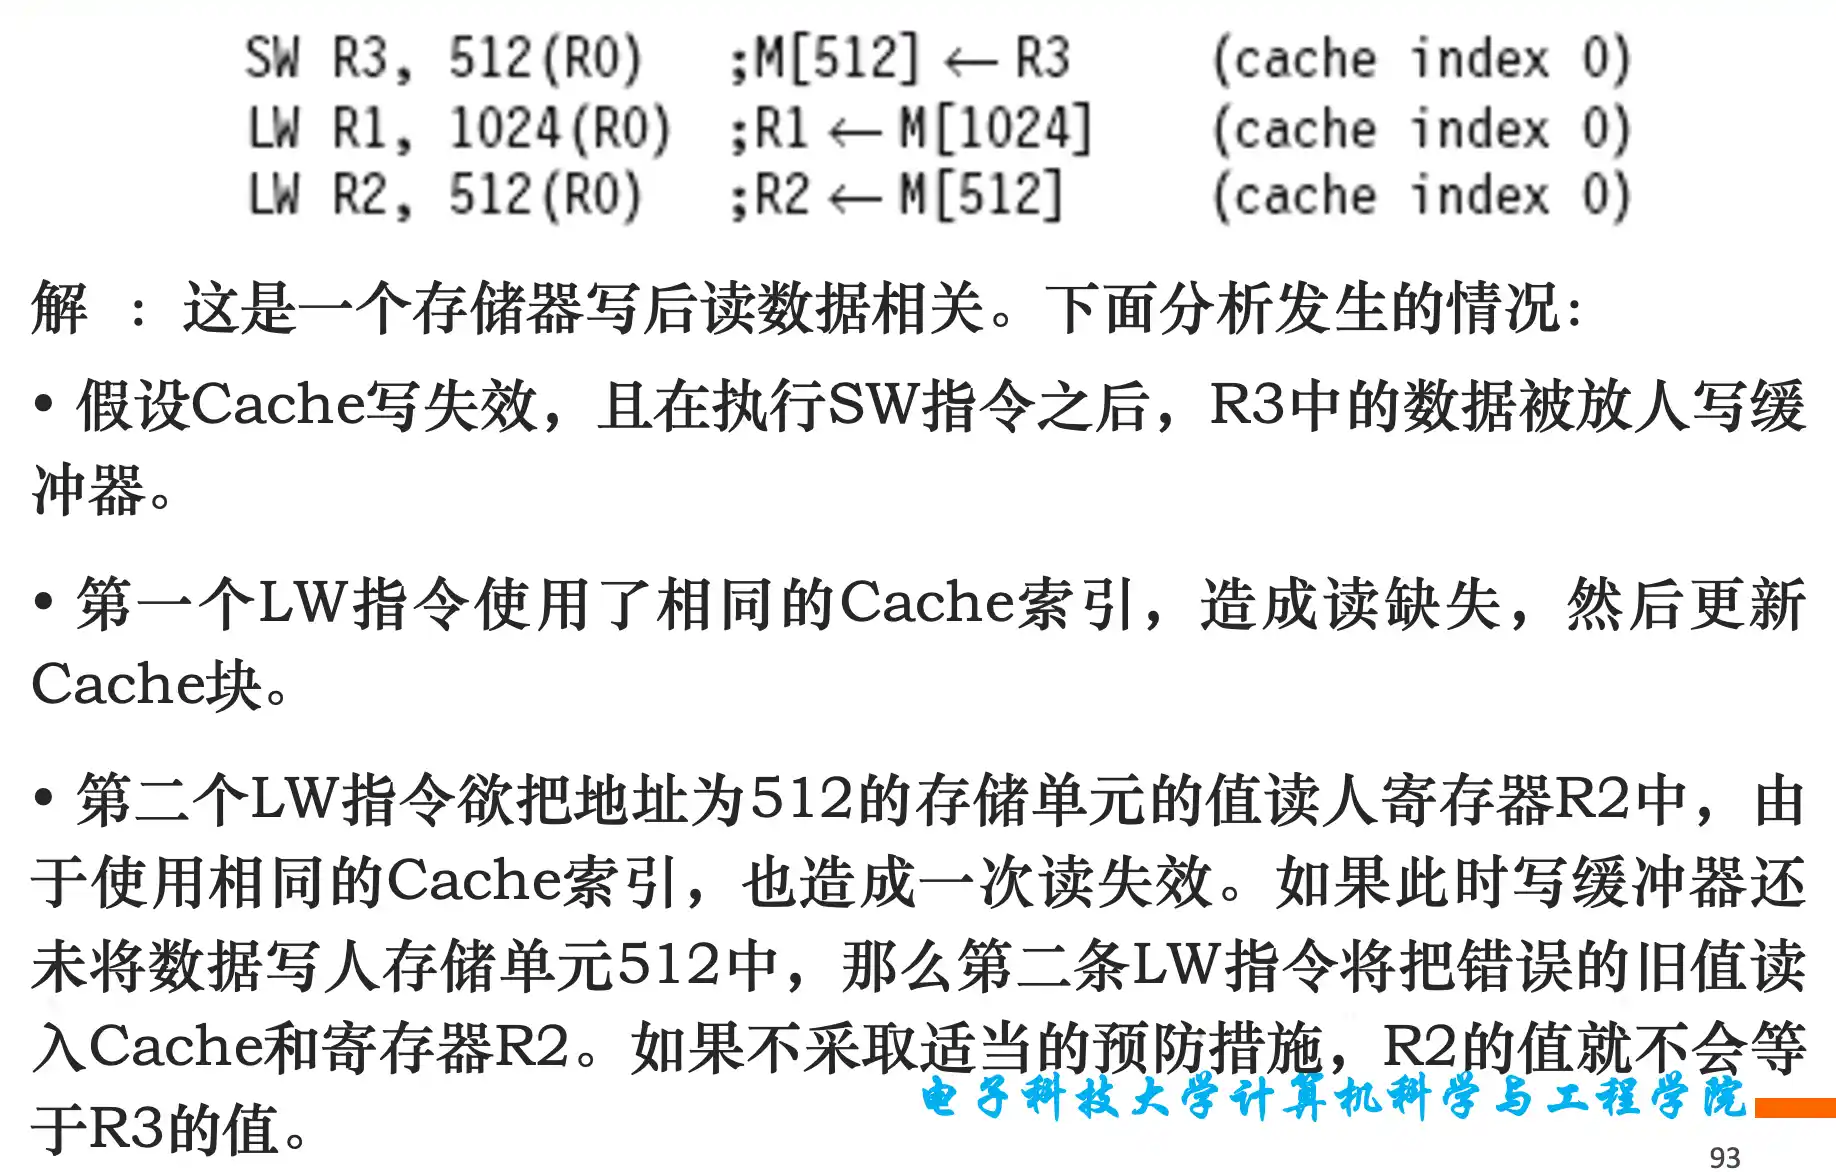 SW R3, 512(R0) ;M[512] ← R3 (cache index 0)
LW R1, 1024(R0) ;R1 ← M[1024] (cache index 0)
LW R2, 512(R0) ;R2 ← M[512] (cache index 0)
解 ：这是一个存储器写后读数据相关。下面分析发生的情况：
• 假设Cache写失效，且在执行SW指令之后，R3中的数据被放人写缓
冲器。
• 第一个LW指令使用了相同的Cache索引，造成读缺失，然后更新
Cache块。
• 第二个LW指令欲把地址为512的存储单元的值读人寄存器R2中，由
于使用相同的Cache索引，也造成一次读失效。如果此时写缓冲器还
未将数据写人存储单元512中，那么第二条LW指令将把错误的旧值读
入Cache和寄存器R2。如果不采取适当的预防措施，R2的值就不会等
于R3的值。
电子科技大学计算机科学与工程学院
93